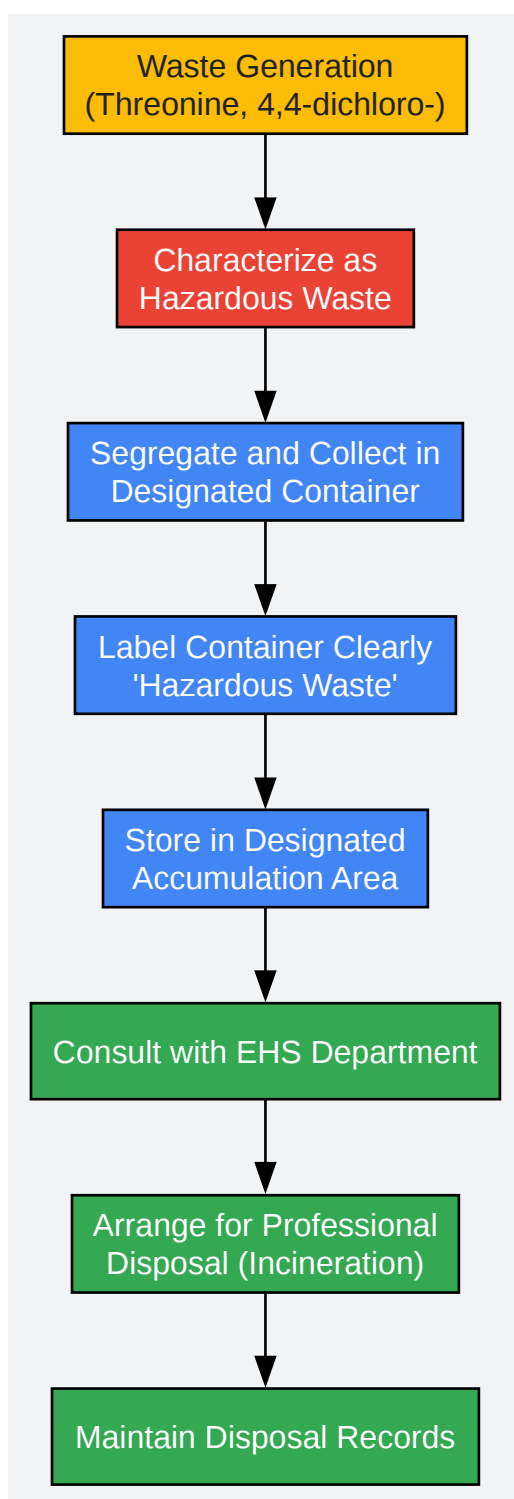 Waste Generation
(Threonine, 4,4-dichloro-)
Characterize as
Hazardous Waste
Segregate and Collect in
Designated Container
Label Container Clearly
'Hazardous Waste'
Store in Designated
Accumulation Area
Consult with EHS Department
Arrange for Professional
Disposal (Incineration)
Maintain Disposal Records